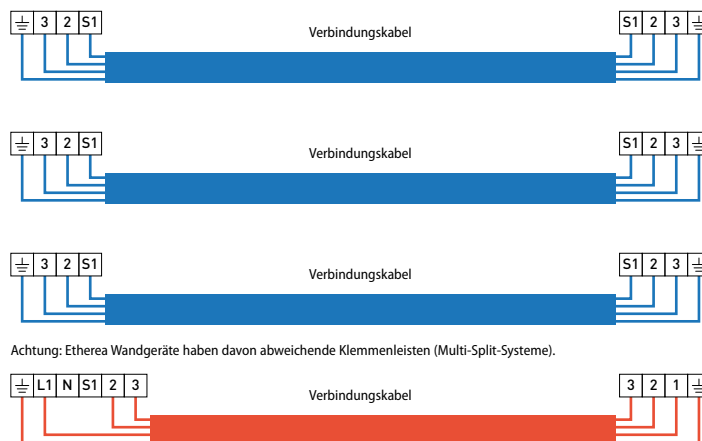 ⏚ 3 2 S1 Verbindungskabel S1 2 3 ⏚
⏚ 3 2 S1 Verbindungskabel S1 2 3 ⏚
⏚ 3 2 S1 Verbindungskabel S1 2 3 ⏚
Achtung: Etherea Wandgeräte haben davon abweichende Klemmenleisten (Multi-Split-Systeme).
⏚ L1 N S1 2 3 Verbindungskabel 3 2 1 ⏚